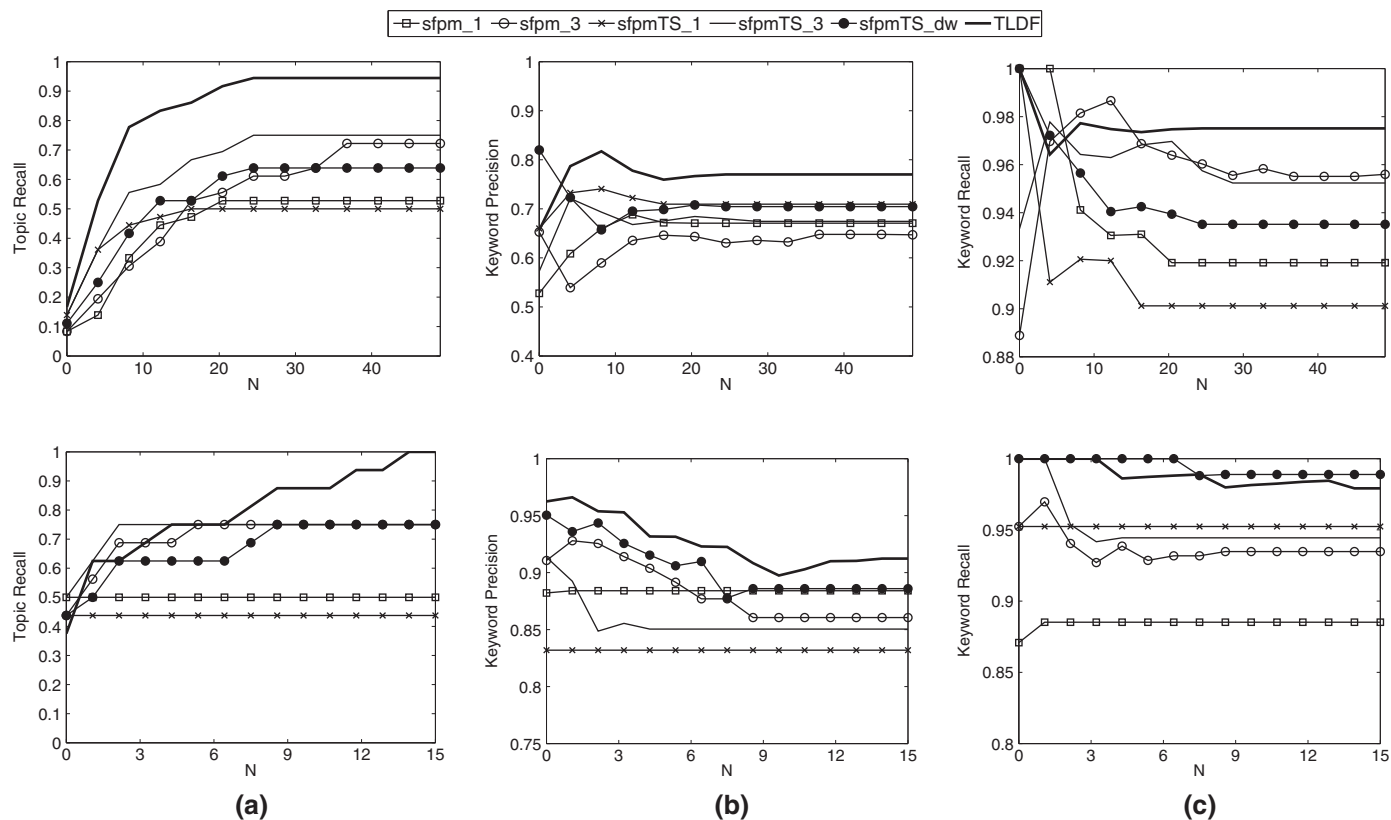 sfpm_1 sfpm_3 sfpmTS_1 sfpmTS_3 sfpmTS_dw TLDF
1
0.9
0.8
0.7
0.6
0.5
0.4
0.3
0.2
0.1
0
Topic Recall
0 10 20 30 40
N
1
0.9
0.8
0.7
0.6
0.5
0.4
Keyword Precision
0 10 20 30 40
N
1
0.98
0.96
0.94
0.92
0.9
0.88
Keyword Recall
0 10 20 30 40
N
1
0.9
0.8
0.7
0.6
0.5
0.4
0.3
0.2
0.1
0
Topic Recall
0 3 6 9 12 15
N
1
0.95
0.9
0.85
0.8
0.75
Keyword Precision
0 3 6 9 12 15
N
1
0.95
0.9
0.85
0.8
Keyword Recall
0 3 6 9 12 15
N
(a) (b) (c)